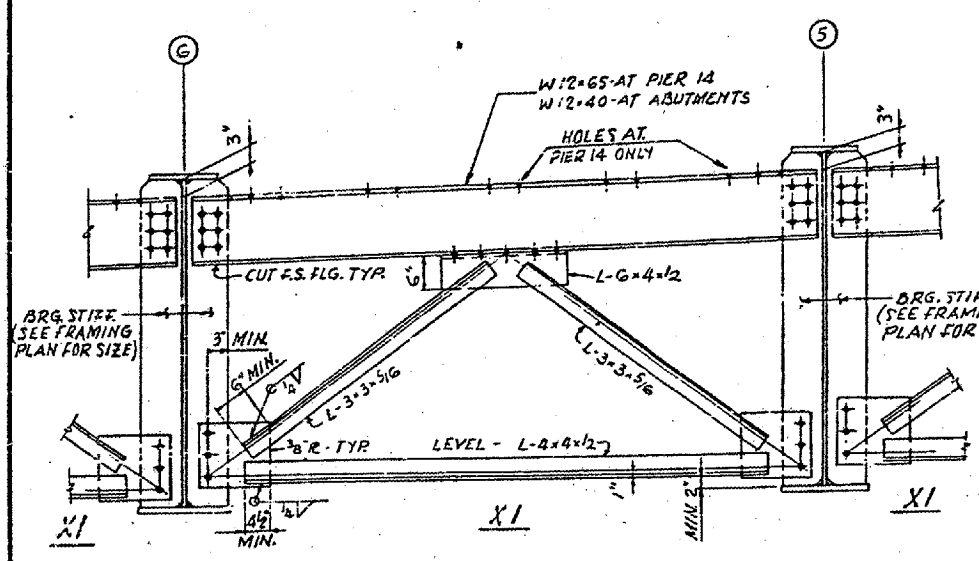 6
5
W12×65-AT PIER 14
W12×40-AT ABUTMENTS
HOLES AT
PIER 14 ONLY
3"
3"
CUT F.S. FLG. TYP.
6"
L-6×4×1/2
BRG. STIFF.
(SEE FRAMING
PLAN FOR SIZE)
BRG. STIF
(SEE FRAMI
PLAN FOR
3" MIN.
6" MIN.
1/4
L-3×3×5/16
L-3×3×5/16
3/8" ℞ - TYP.
LEVEL - L-4×4×1/2
1/4
4 1/2"
MIN.
1"
MIN. 2"
X1
X1
X1